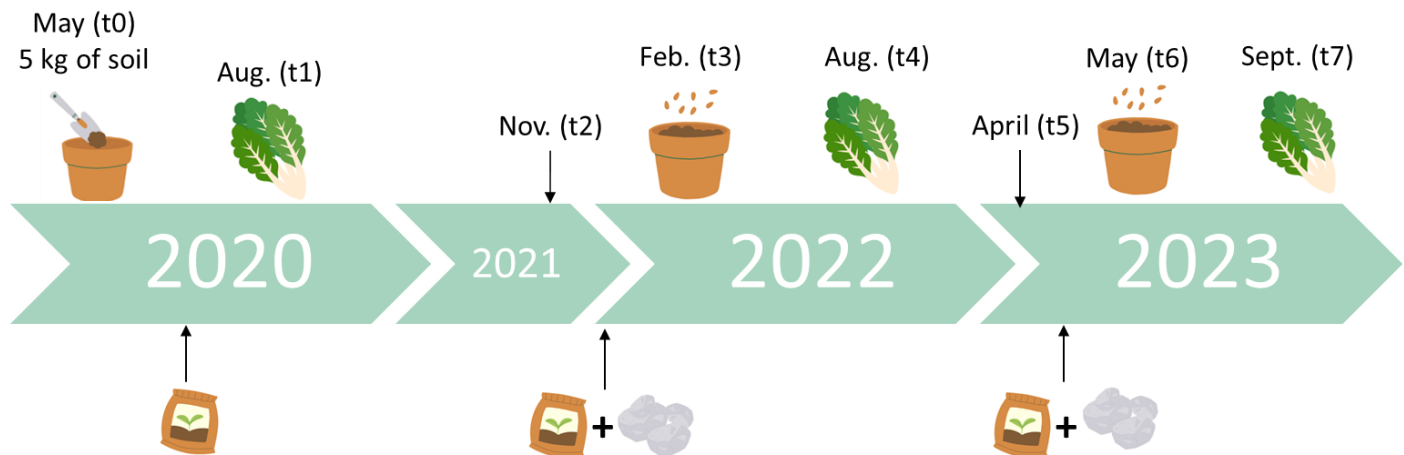 May (t0)
5 kg of soil
Aug. (t1)
Nov. (t2)
Feb. (t3)
Aug. (t4)
April (t5)
May (t6)
Sept. (t7)
2020
2021
2022
2023
+
+